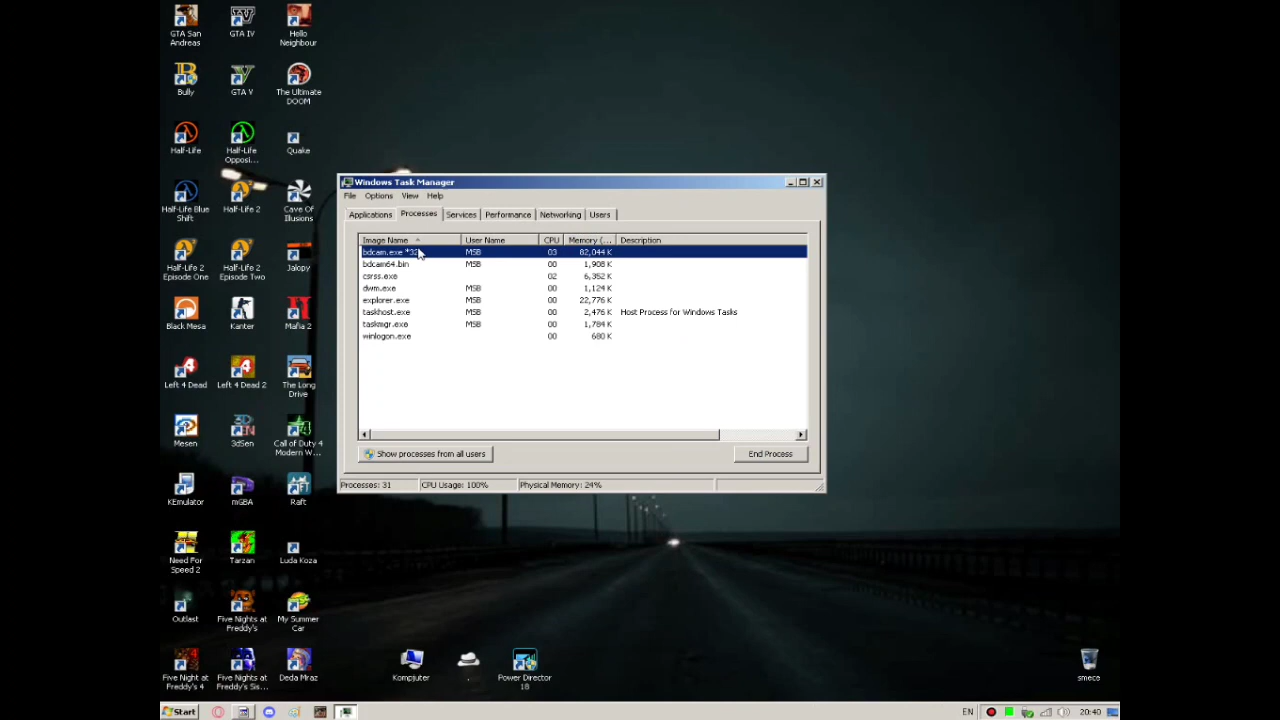 GTA San
Andreas
GTA IV
Hello
Neighbour
Bully
GTA V
The Ultimate
DOOM
Half-Life
Half-Life
Opposi...
Quake
Half-Life Blue
Shift
Half-Life 2
Cave Of
Illusions
Half-Life 2
Episode One
Half-Life 2
Episode Two
Jalopy
Black Mesa
Kanter
Mafia 2
Left 4 Dead
Left 4 Dead 2
The Long
Drive
Mesen
3dSen
Call of Duty 4
Modern W...
KEmulator
mGBA
Raft
Need For
Speed 2
Tarzan
Luda Koza
Outlast
Five Nights at
Freddy's
My Summer
Car
Five Night at
Freddy's 4
Five Nights at
Freddy's Sis...
Deda Mraz
Windows Task Manager
File Options View Help
Applications Processes Services Performance Networking Users
Image Name User Name CPU Memory (... Description
bdcam.exe *32 MSB 03 82,044 K
bdcam64.bin MSB 00 1,908 K
csrss.exe 02 6,352 K
dwm.exe MSB 00 1,124 K
explorer.exe MSB 00 22,776 K
taskhost.exe MSB 00 2,476 K Host Process for Windows Tasks
taskmgr.exe MSB 00 1,784 K
winlogon.exe 00 680 K
Show processes from all users End Process
Processes: 31 CPU Usage: 100% Physical Memory: 24%
Kompjuter
.
Power Director
18
smece
Start
EN 20:40